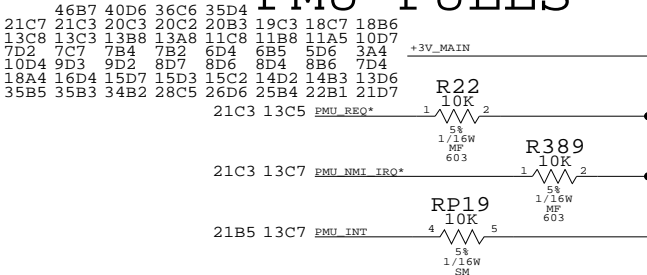 PMU PULLS
46B7 40D6 36C6 35D4
21C7 21C3 20C3 20C2 20B3 19C3 18C7 18B6
13C8 13C3 13B8 13A8 11C8 11B8 11A5 10D7
7D2 7C7 7B4 7B2 6D4 6B5 5D6 3A4
+3V_MAIN
10D4 9D3 9D2 8D7 8D6 8D4 8B6 7D4
18A4 16D4 15D7 15D3 15C2 14D2 14B3 13D6
35B5 35B3 34B2 28C5 26D6 25B4 22B1 21D7
R22
10K
21C3 13C5 PMU_REQ* 1 2
5%
1/16W
MF
603
R389
10K
21C3 13C7 PMU_NMI_IRQ* 1 2
5%
1/16W
MF
603
RP19
10K
21B5 13C7 PMU_INT 4 5
5%
1/16W
SM